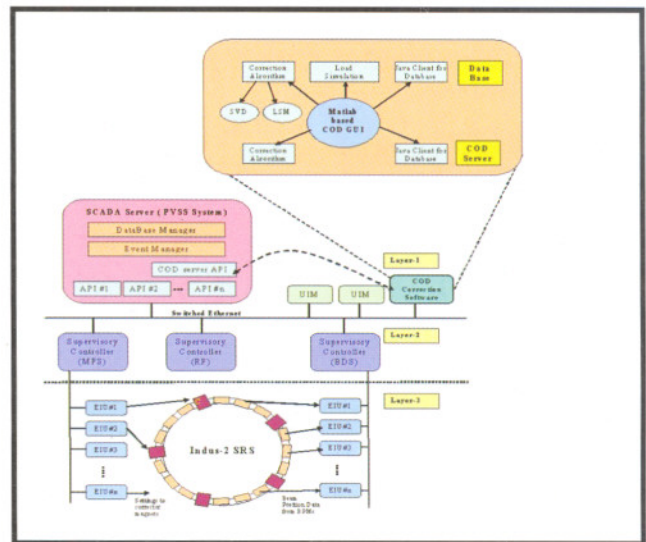 Correction
Algorithm
Load
Simulation
Java Client for
Database
Data
Base
SVD
LSM
Matlab
based
COD GUI
Correction
Algorithm
Java Client for
Database
COD
Server
SCADA Server ( PVSS System )
DataBase Manager
Event Manager
COD server API
API #1
API #2
API #n
Layer-1
UIM
UIM
COD
Correction
Software
Switched Ethernet
Supervisory
Controller
(MPS)
Supervisory
Controller
(RF)
Supervisory
Controller
(BDS)
Layer-2
Layer-3
EIU#1
EIU#2
EIU#3
EIU#n
Indus-2 SRS
EIU#1
EIU#2
EIU#3
EIU#n
Settings to
corrector
magnets
Beam
Position Data
from BPMs